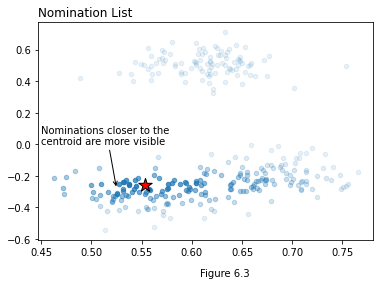 Nomination List
0.6
0.4
0.2
0.0
−0.2
−0.4
−0.6
Nominations closer to the
centroid are more visible
0.45 0.50 0.55 0.60 0.65 0.70 0.75
Figure 6.3